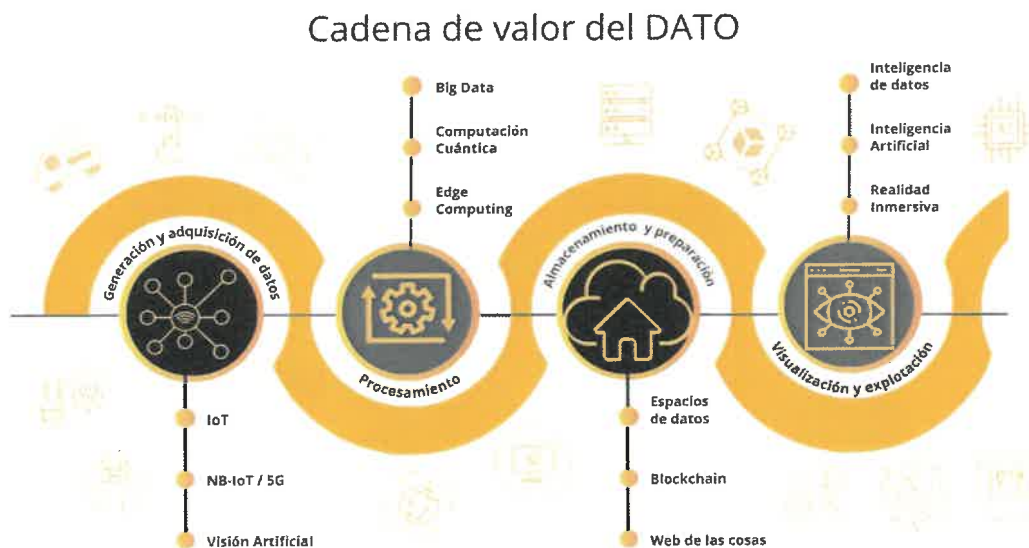 Cadena de valor del DATO
Generación y adquisición de datos
IoT
NB-IoT / 5G
Visión Artificial
Big Data
Computación
Cuántica
Edge
Computing
Procesamiento
Almacenamiento y preparación
Espacios
de datos
Blockchain
Web de las cosas
Inteligencia
de datos
Inteligencia
Artificial
Realidad
Inmersiva
Visualización y explotación